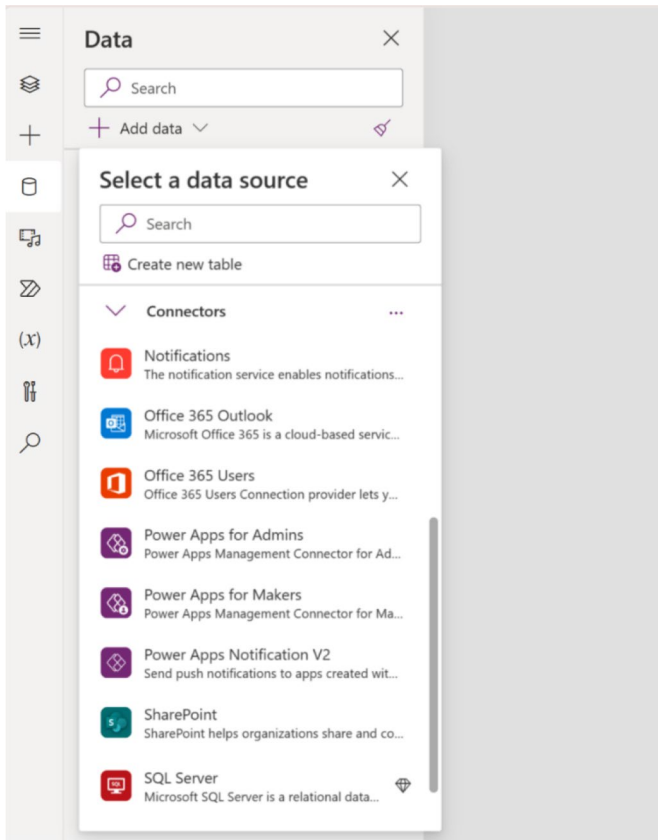 Data
Search
Add data
Select a data source
Search
Create new table
Connectors
Notifications
The notification service enables notifications...
Office 365 Outlook
Microsoft Office 365 is a cloud-based servic...
Office 365 Users
Office 365 Users Connection provider lets y...
Power Apps for Admins
Power Apps Management Connector for Ad...
Power Apps for Makers
Power Apps Management Connector for Ma...
Power Apps Notification V2
Send push notifications to apps created wit...
(x)
SharePoint
SharePoint helps organizations share and co...
SQL Server
Microsoft SQL Server is a relational data...